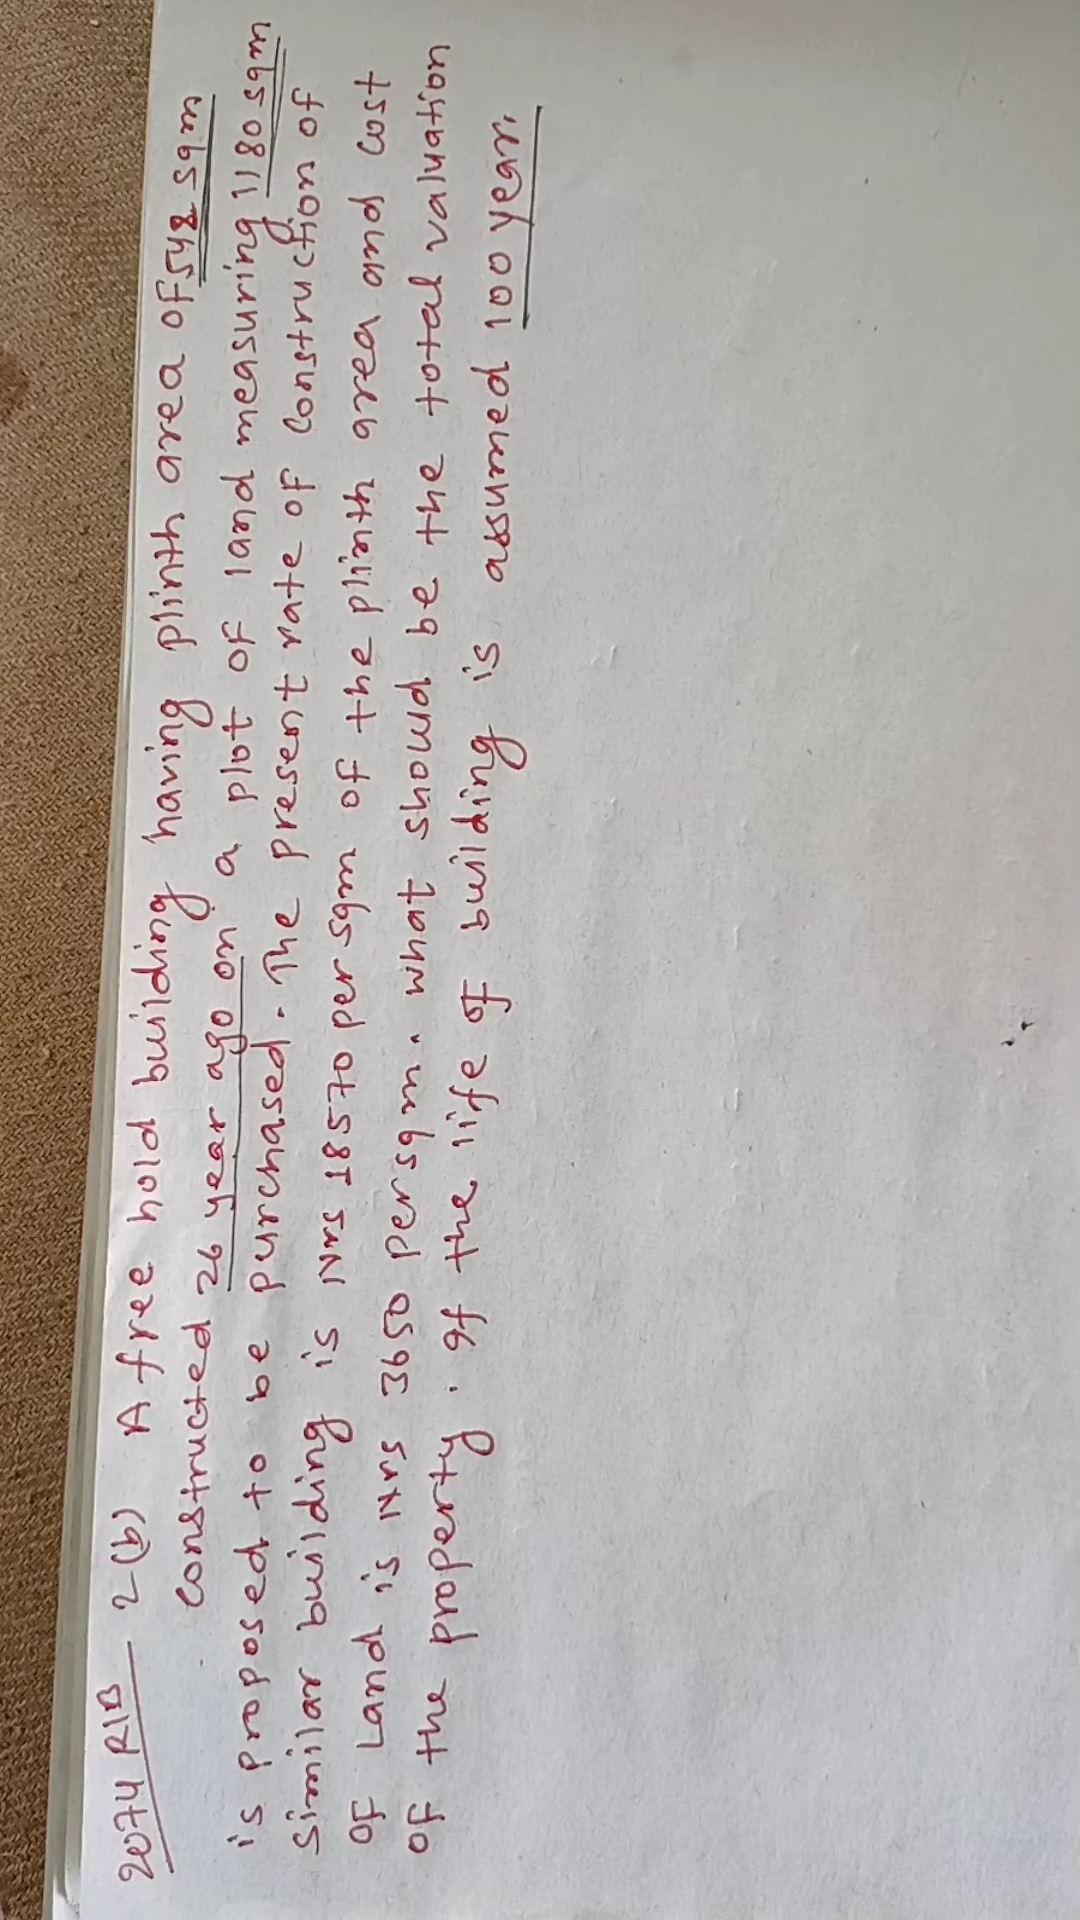 2074 RIB 2(b) A free hold building having plinth area of 548 sqm
constructed 26 year ago on a plot of land measuring 1180 sqm
is proposed to be purchased. The present rate of construction of
similar building is Nrs 18570 per sqm of the plinth area and cost
of Land is Nrs 3650 per sqm. what should be the total valuation
of the property. If the life of building is assumed 100 year.